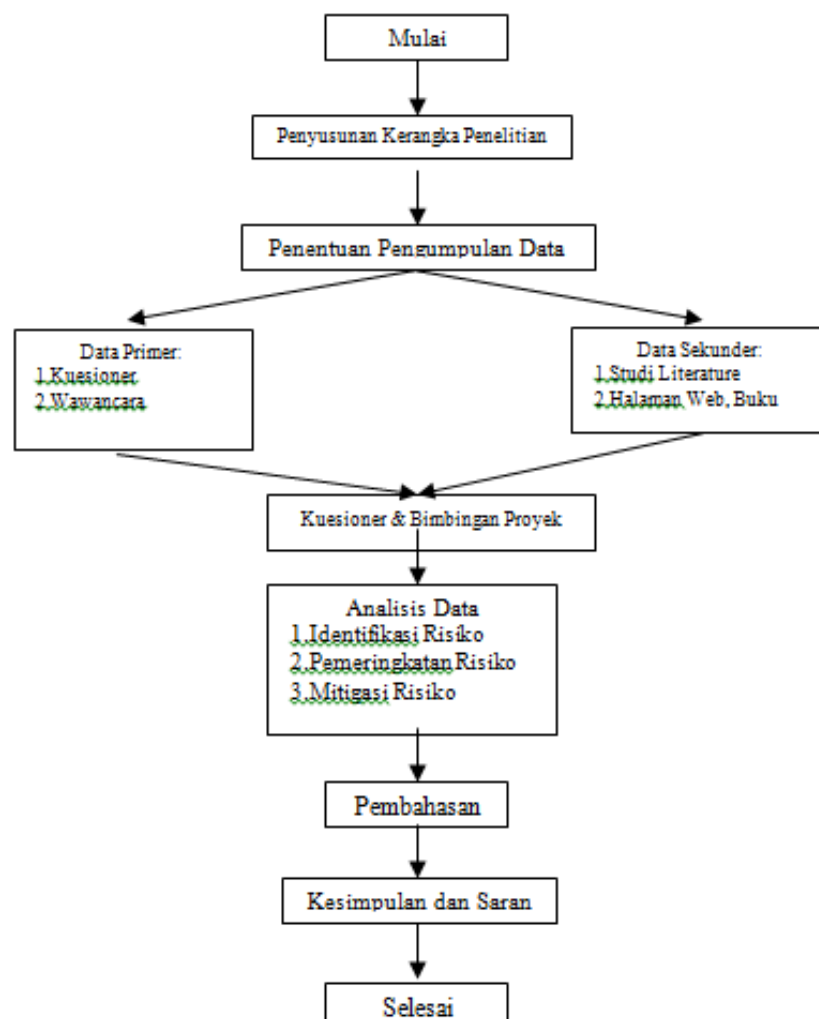 Mulai
Penyusunan Kerangka Penelitian
Penentuan Pengumpulan Data
Data Primer:
1.Kuesioner
2.Wawancara
Data Sekunder:
1.Studi Literature
2.Halaman Web, Buku
Kuesioner & Bimbingan Proyek
Analisis Data
1.Identifikasi Risiko
2.Pemeringkatan Risiko
3.Mitigasi Risiko
Pembahasan
Kesimpulan dan Saran
Selesai